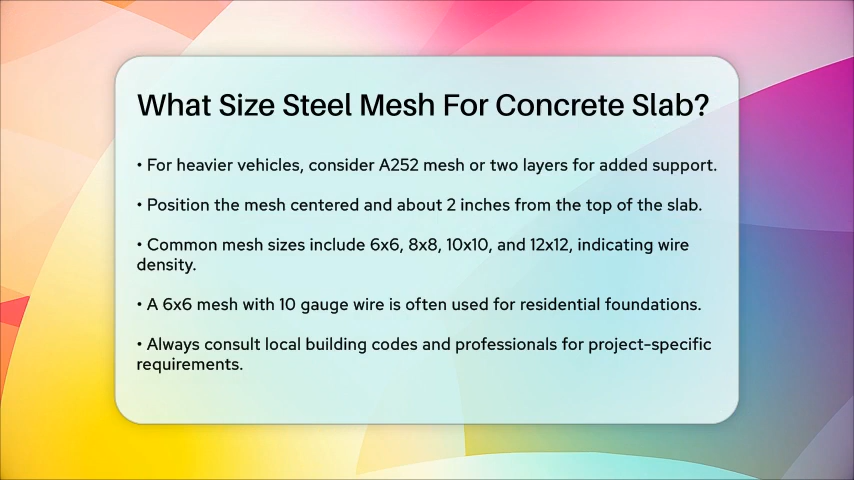 What Size Steel Mesh For Concrete Slab?
• For heavier vehicles, consider A252 mesh or two layers for added support.
• Position the mesh centered and about 2 inches from the top of the slab.
• Common mesh sizes include 6x6, 8x8, 10x10, and 12x12, indicating wire
density.
• A 6x6 mesh with 10 gauge wire is often used for residential foundations.
• Always consult local building codes and professionals for project-specific
requirements.